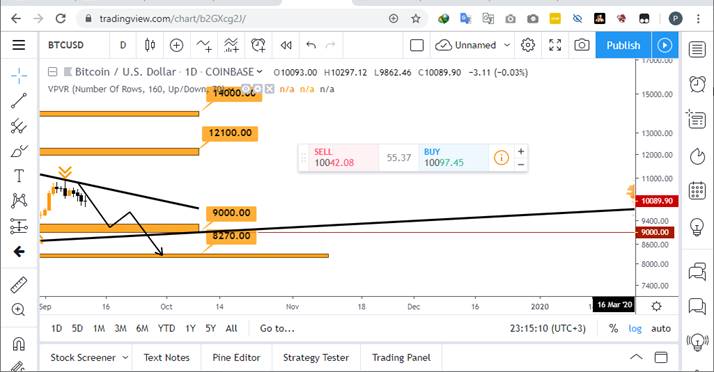 tradingview.com/chart/b2GXcg2J/
P
BTCUSD D Unnamed Publish
Bitcoin / U.S. Dollar · 1D · COINBASE O10093.00 H10297.12 L9862.46 C10089.90 −3.11 (−0.03%)
VPVR (Number Of Rows, 160, Up/Down, 70) n/a n/a n/a
14000.00
12100.00
9000.00
8270.00
SELL
10042.08
55.37
BUY
10097.45
+
−
17000.00
15000.00
13000.00
12000.00
11000.00
10089.90
9400.00
9000.00
8600.00
8000.00
7400.00
Sep 16 Oct 14 Nov 18 Dec 16 2020 16 Mar '20
1D 5D 1M 3M 6M YTD 1Y 5Y All Go to... 23:15:10 (UTC+3) % log auto
Stock Screener Text Notes Pine Editor Strategy Tester Trading Panel